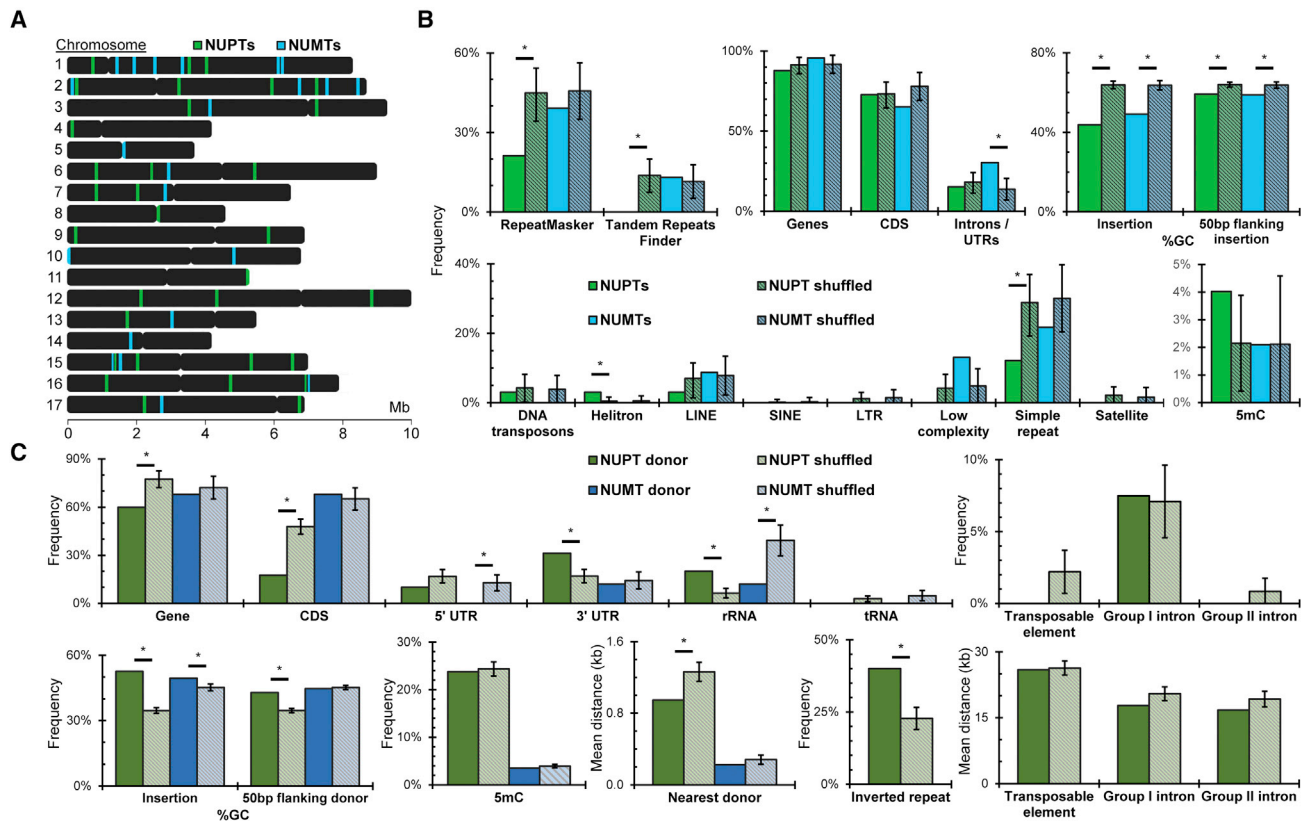 A
Chromosome
NUPTs
NUMTs
1
2
3
4
5
6
7
8
9
10
11
12
13
14
15
16
17
Mb
0 2 4 6 8 10
B
Frequency
60%
30%
0%
*
*
RepeatMasker
Tandem Repeats
Finder
100%
50%
0%
*
Genes
CDS
Introns /
UTRs
80%
40%
0%
* * * *
Insertion
50bp flanking
insertion
%GC
40%
20%
0%
NUPTs
NUPT shuffled
NUMTs
NUMT shuffled
*
*
DNA
transposons
Helitron
LINE
SINE
LTR
Low
complexity
Simple
repeat
Satellite
5%
4%
3%
2%
1%
0%
5mC
C
Frequency
90%
60%
30%
0%
NUPT donor
NUPT shuffled
NUMT donor
NUMT shuffled
* * * * * *
Gene
CDS
5' UTR
3' UTR
rRNA
tRNA
Frequency
10%
5%
0%
Transposable
element
Group I intron
Group II intron
Frequency
60%
30%
0%
* * *
Insertion
50bp flanking donor
%GC
Frequency
30%
20%
10%
0%
5mC
Mean distance (kb)
1.6
0.8
0.0
*
Nearest donor
Frequency
50%
25%
0%
*
Inverted repeat
Mean distance (kb)
30
15
0
Transposable
element
Group I intron
Group II intron